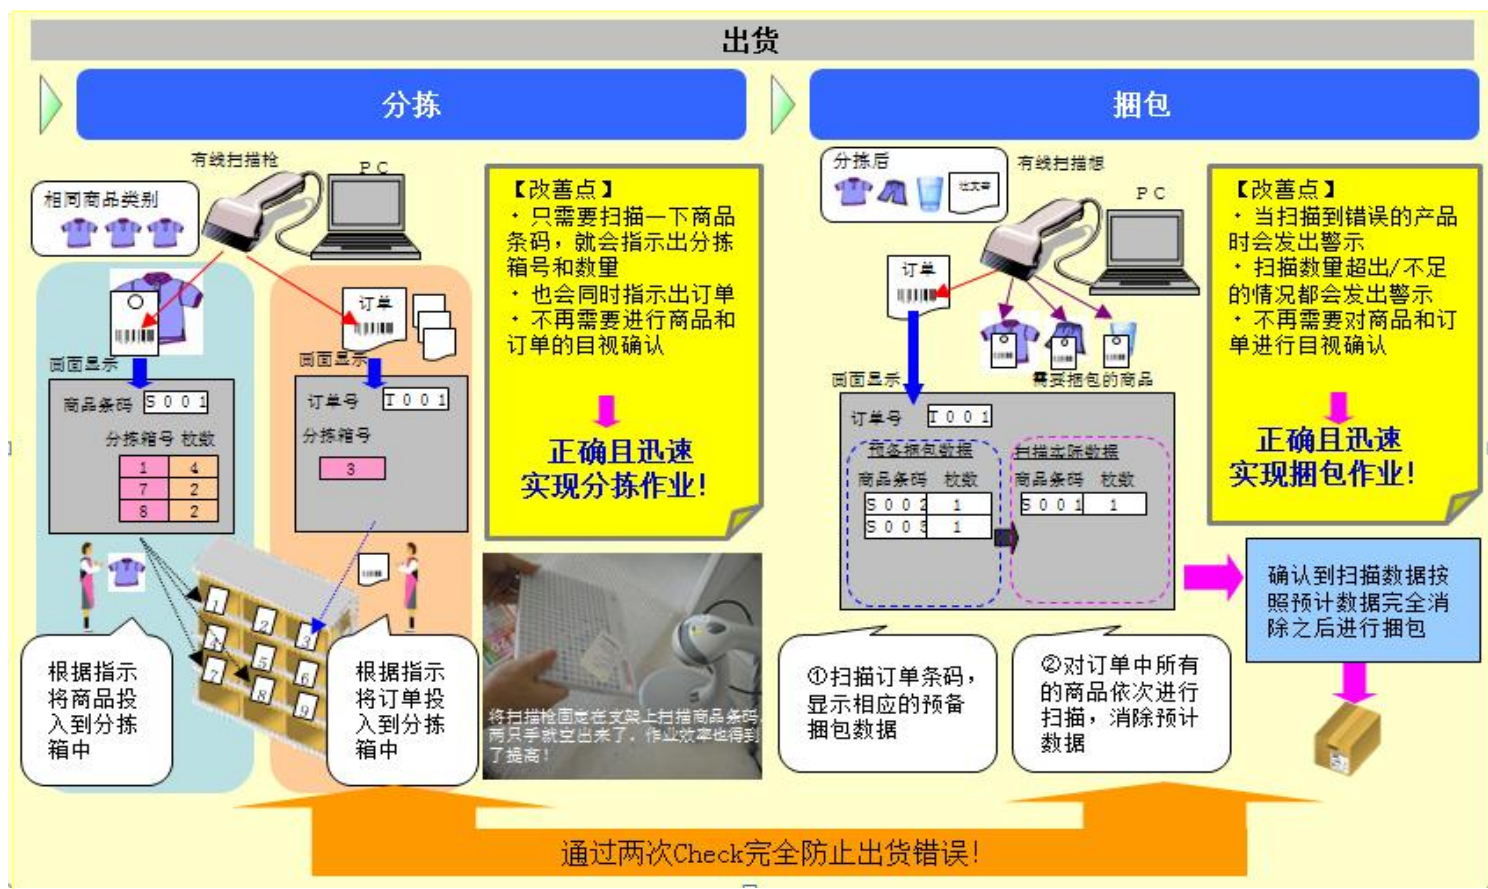 出货
分拣
捆包
有线扫描枪
PC
相同商品类别
订单
画面显示
商品条码 S001
分拣箱号 枚数
1 4
7 2
8 2
画面显示
订单号 T001
分拣箱号
3
1
2
3
4
5
6
7
8
9
根据指示
将商品投
入到分拣
箱中
根据指示
将订单投
入到分拣
箱中
【改善点】
・只需要扫描一下商品
条码，就会指示出分拣
箱号和数量
・也会同时指示出订单
・不再需要进行商品和
订单的目视确认
正确且迅速
实现分拣作业!
将扫描枪固定在支架上扫描商品条码，
两只手就空出来了，作业效率也得到
了提高！
分拣后
注文書
有线扫描想
PC
订单
需要捆包的商品
画面显示
订单号 T001
预备捆包数据
商品条码 枚数
S002 1
S003 1
扫描实际数据
商品条码 枚数
S001 1
①扫描订单条码，
显示相应的预备
捆包数据
②对订单中所有
的商品依次进行
扫描，消除预计
数据
【改善点】
・当扫描到错误的产品
时会发出警示
・扫描数量超出/不足
的情况都会发出警示
・不再需要对商品和订
单进行目视确认
正确且迅速
实现捆包作业!
确认到扫描数据按
照预计数据完全消
除之后进行捆包
通过两次Check完全防止出货错误!